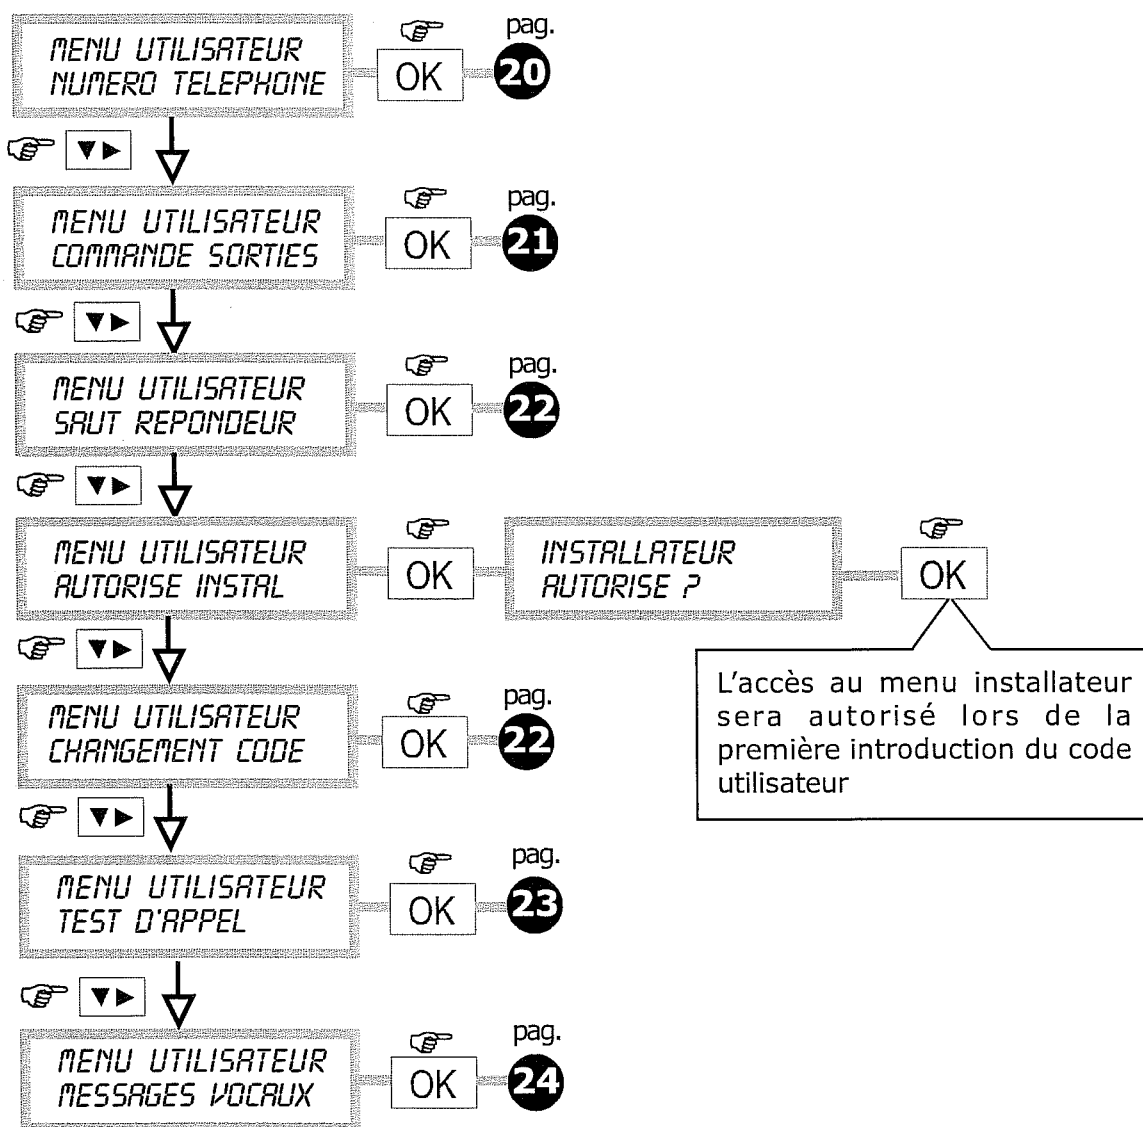 pag.
MENU UTILISATEUR
NUMERO TELEPHONE
OK
20
pag.
MENU UTILISATEUR
COMMANDE SORTIES
OK
21
pag.
MENU UTILISATEUR
SAUT REPONDEUR
OK
22
MENU UTILISATEUR
AUTORISE INSTAL
OK
INSTALLATEUR
AUTORISE ?
OK
L'accès au menu installateur
sera autorisé lors de la
première introduction du code
utilisateur
pag.
MENU UTILISATEUR
CHANGEMENT CODE
OK
22
pag.
MENU UTILISATEUR
TEST D'APPEL
OK
23
pag.
MENU UTILISATEUR
MESSAGES VOCAUX
OK
24